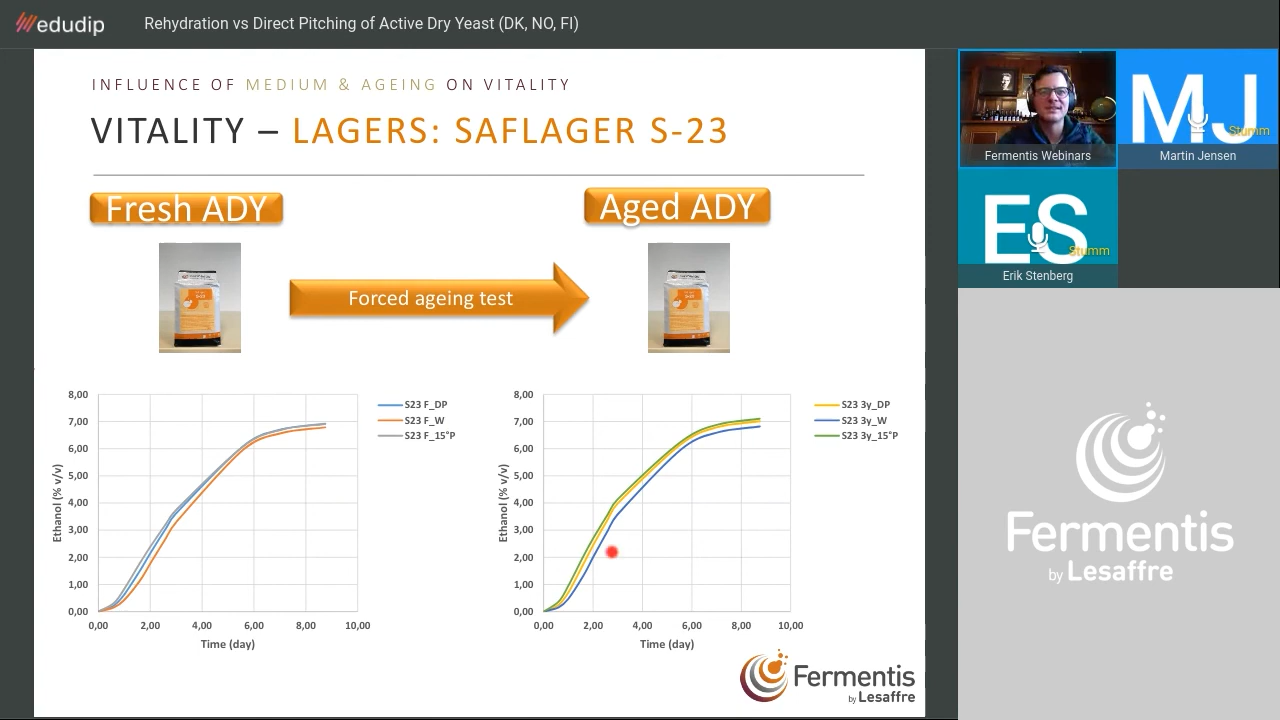 edudip
Rehydration vs Direct Pitching of Active Dry Yeast (DK, NO, FI)
INFLUENCE OF MEDIUM & AGEING ON VITALITY
VITALITY – LAGERS: SAFLAGER S-23
Fresh ADY
Aged ADY
Forced ageing test
S-23
S-23
8,00
7,00
6,00
5,00
4,00
3,00
2,00
1,00
0,00
Ethanol (% v/v)
0,00 2,00 4,00 6,00 8,00 10,00
Time (day)
S23 F_DP
S23 F_W
S23 F_15°P
8,00
7,00
6,00
5,00
4,00
3,00
2,00
1,00
0,00
Ethanol (% v/v)
0,00 2,00 4,00 6,00 8,00 10,00
Time (day)
S23 3y_DP
S23 3y_W
S23 3y_15°P
Fermentis
by Lesaffre
Fermentis Webinars
MJ
Stumm
Martin Jensen
ES
Stumm
Erik Stenberg
Fermentis
by Lesaffre